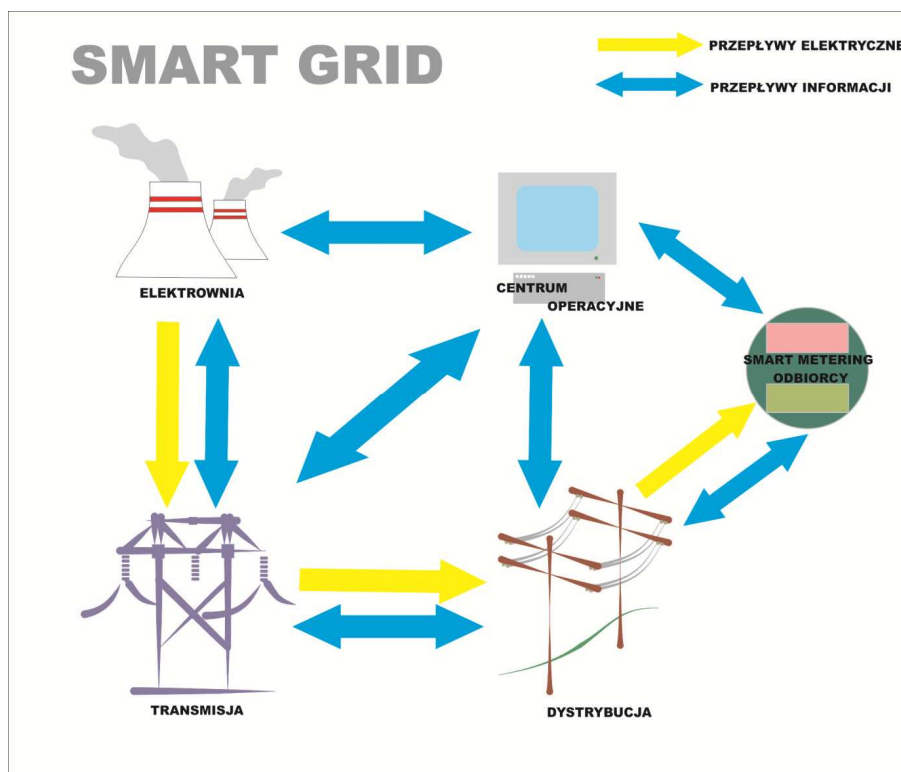 SMART GRID
PRZEPŁYWY ELEKTRYCZNE
PRZEPŁYWY INFORMACJI
ELEKTROWNIA
CENTRUM
OPERACYJNE
SMART METERING
ODBIORCY
TRANSMISJA
DYSTRYBUCJA